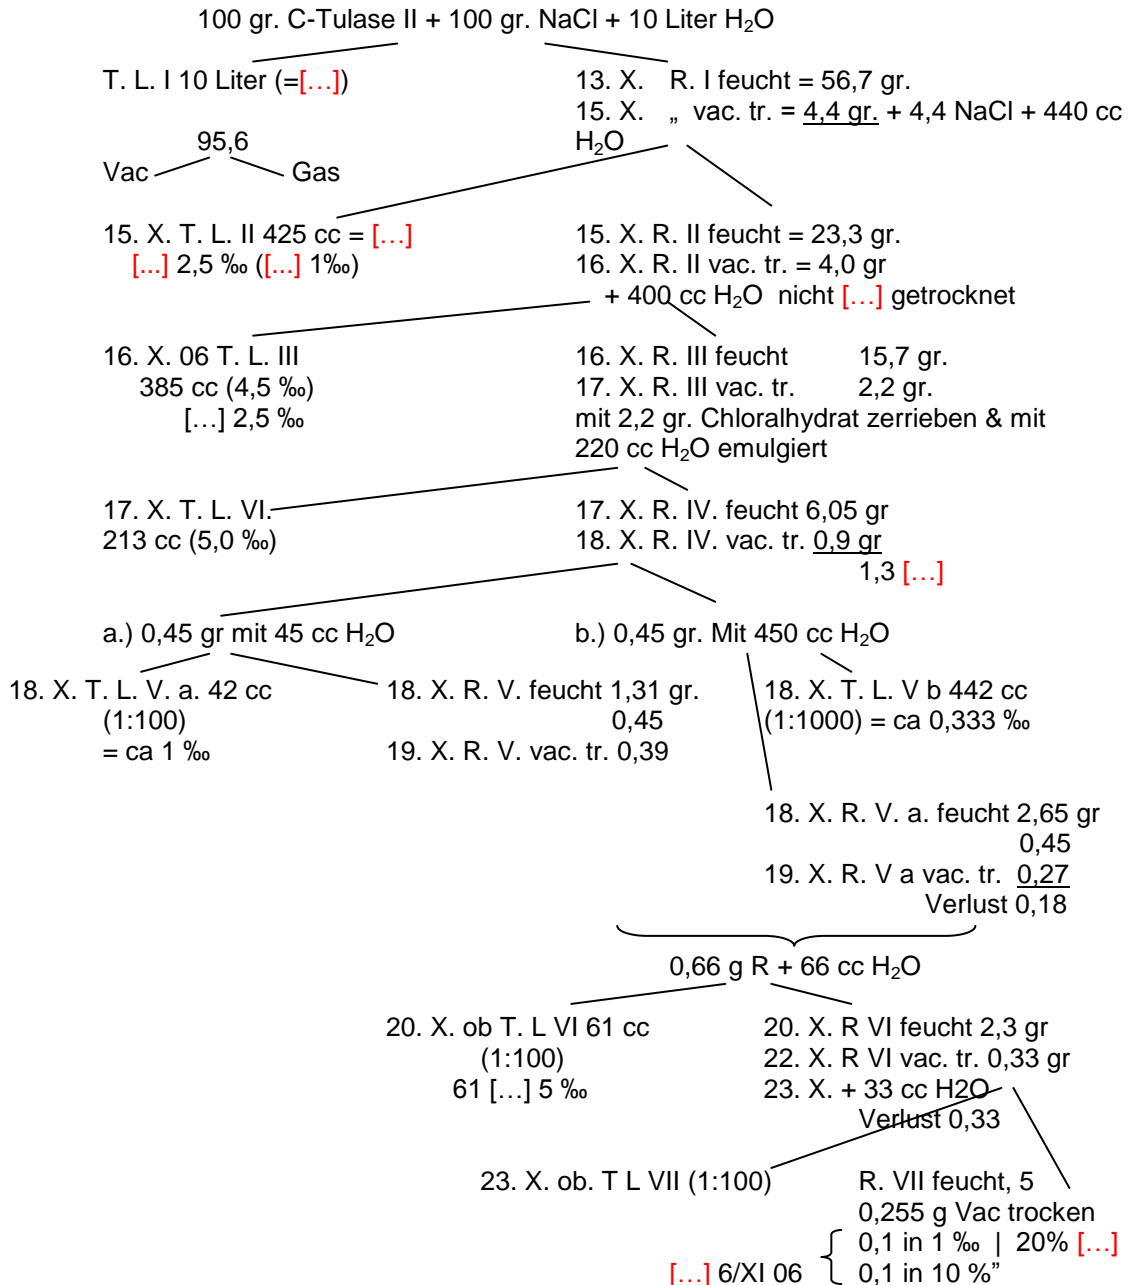 100 gr. C-Tulase II + 100 gr. NaCl + 10 Liter H₂O
T. L. I 10 Liter (=[…])
13. X. R. I feucht = 56,7 gr.
15. X. „ vac. tr. = 4,4 gr. + 4,4 NaCl + 440 cc
H₂O
95,6
Vac Gas
15. X. T. L. II 425 cc = […]
[...] 2,5 ‰ ([...] 1‰)
15. X. R. II feucht = 23,3 gr.
16. X. R. II vac. tr. = 4,0 gr
+ 400 cc H₂O nicht […] getrocknet
16. X. 06 T. L. III
385 cc (4,5 ‰)
[…] 2,5 ‰
16. X. R. III feucht 15,7 gr.
17. X. R. III vac. tr. 2,2 gr.
mit 2,2 gr. Chloralhydrat zerrieben & mit
220 cc H₂O emulgiert
17. X. T. L. VI.
213 cc (5,0 ‰)
17. X. R. IV. feucht 6,05 gr
18. X. R. IV. vac. tr. 0,9 gr
1,3 […]
a.) 0,45 gr mit 45 cc H₂O
b.) 0,45 gr. Mit 450 cc H₂O
18. X. T. L. V. a. 42 cc
(1:100)
= ca 1 ‰
18. X. R. V. feucht 1,31 gr.
0,45
19. X. R. V. vac. tr. 0,39
18. X. T. L. V b 442 cc
(1:1000) = ca 0,333 ‰
18. X. R. V. a. feucht 2,65 gr
0,45
19. X. R. V a vac. tr. 0,27
Verlust 0,18
0,66 g R + 66 cc H₂O
20. X. ob T. L VI 61 cc
(1:100)
61 […] 5 ‰
20. X. R VI feucht 2,3 gr
22. X. R VI vac. tr. 0,33 gr
23. X. + 33 cc H2O
Verlust 0,33
23. X. ob. T L VII (1:100)
R. VII feucht, 5
0,255 g Vac trocken
0,1 in 1 ‰ | 20% […]
[…] 6/XI 06
0,1 in 10 %”